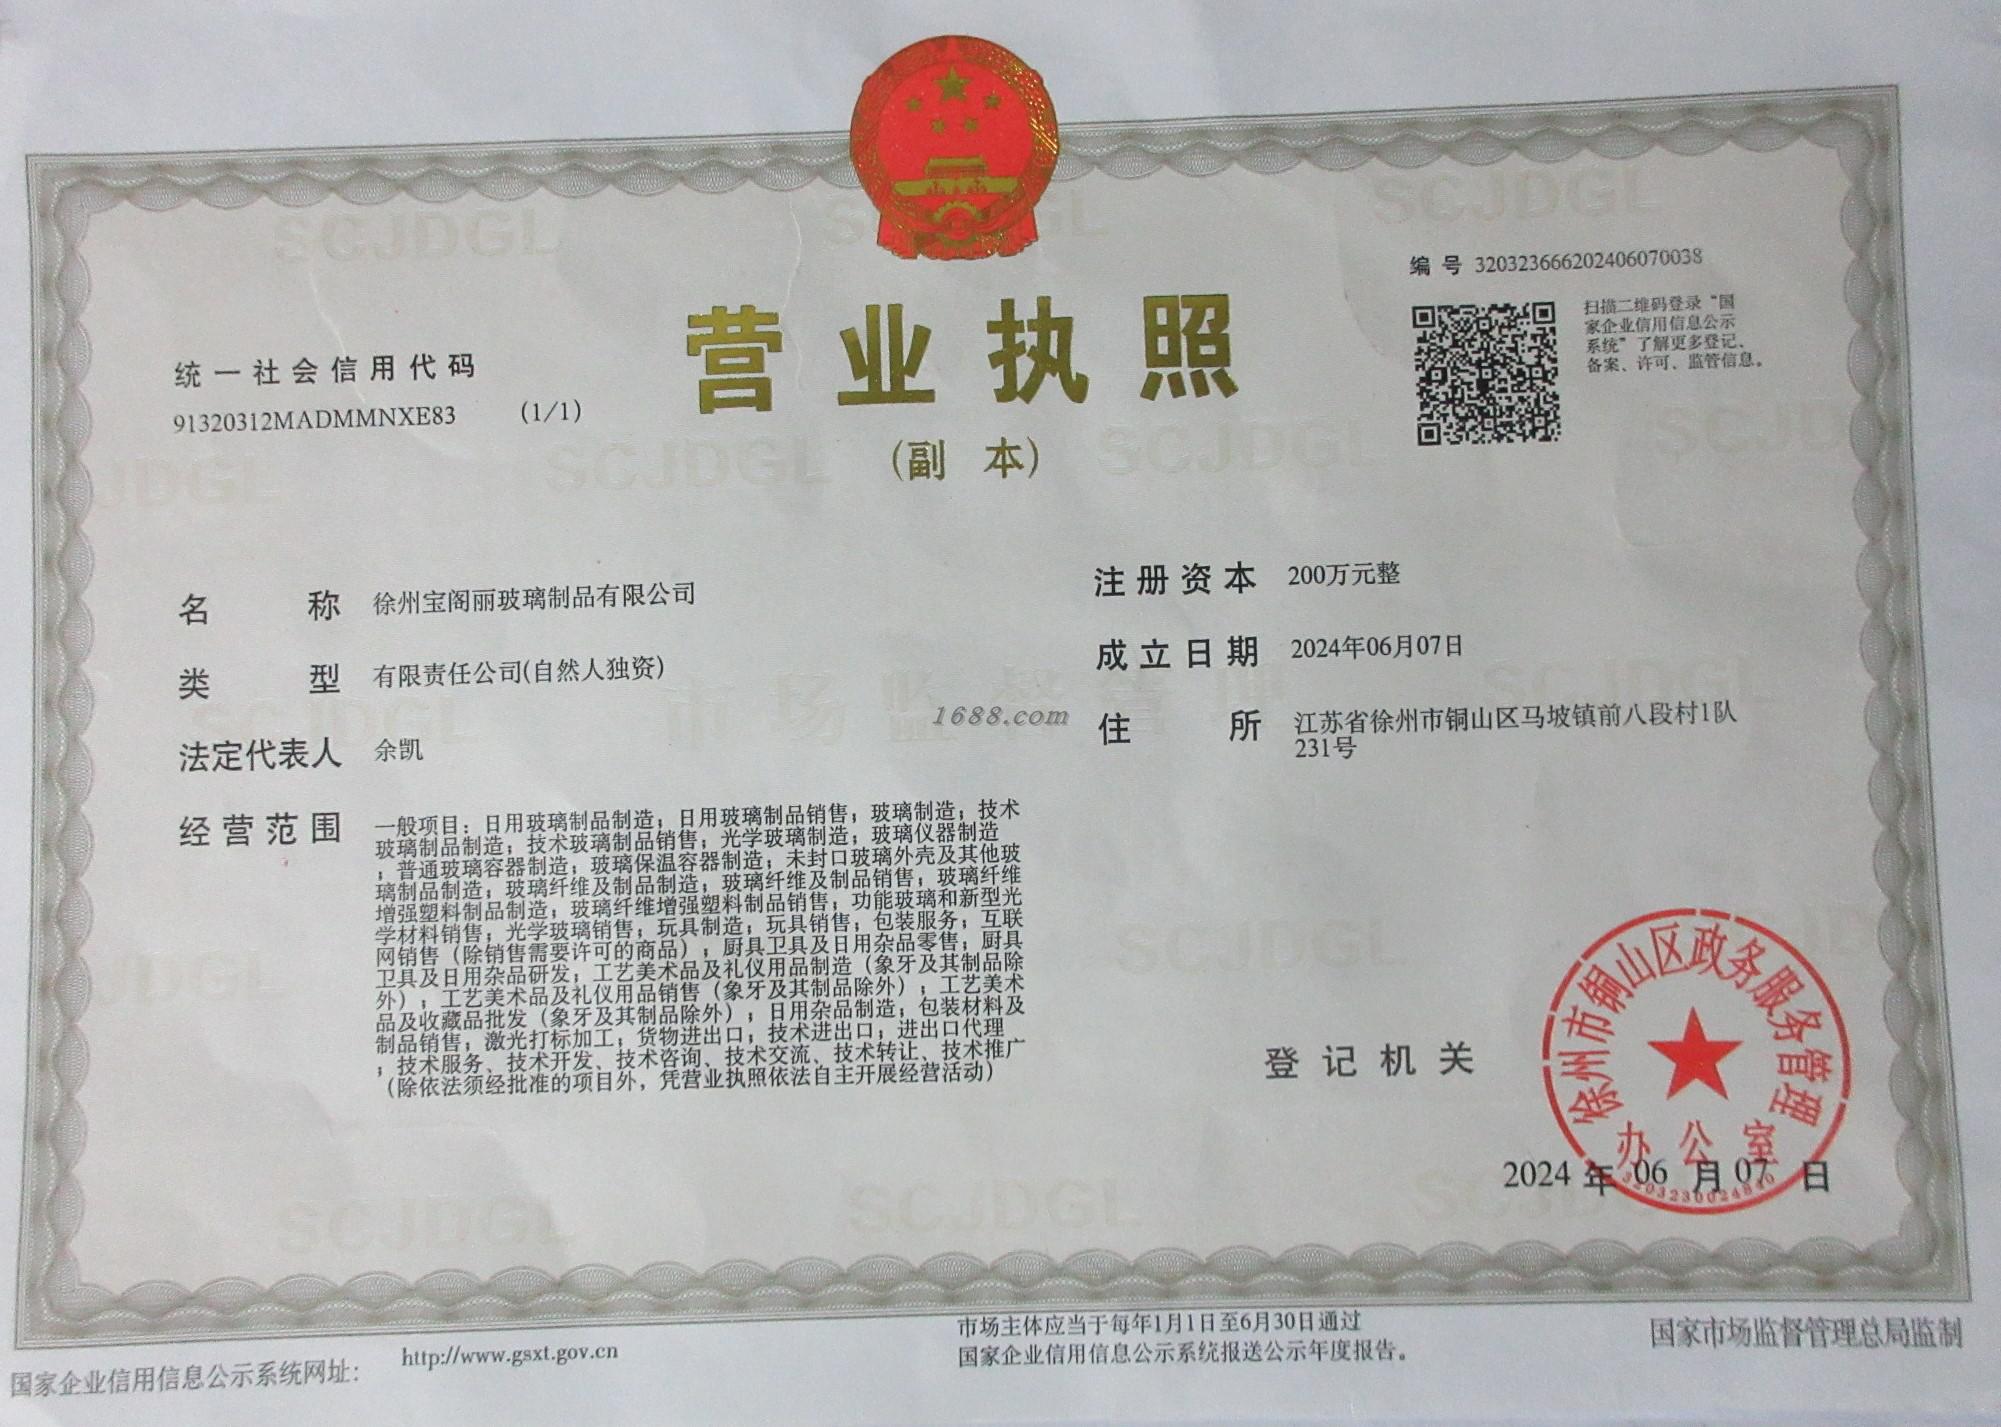 编 号 320323666202406070038
扫描二维码登录“国
家企业信用信息公示
系统”了解更多登记、
备案、许可、监管信息。
统一社会信用代码
91320312MADMMNXE83 (1/1)
营业执照
(副 本)
名 称 徐州宝阁丽玻璃制品有限公司
类 型 有限责任公司(自然人独资)
法定代表人 余凯
经营范围 一般项目：日用玻璃制品制造；日用玻璃制品销售；玻璃制造；技术
玻璃制品制造；技术玻璃制品销售；光学玻璃制造；玻璃仪器制造
；普通玻璃容器制造；玻璃保温容器制造；未封口玻璃外壳及其他玻
璃制品制造；玻璃纤维及制品制造；玻璃纤维及制品销售；玻璃纤维
增强塑料制品制造；玻璃纤维增强塑料制品销售；功能玻璃和新型光
学材料销售；光学玻璃销售；玩具制造；玩具销售；包装服务；互联
网销售（除销售需要许可的商品）；厨具卫具及日用杂品零售；厨具
卫具及日用杂品研发；工艺美术品及礼仪用品制造（象牙及其制品除
外）；工艺美术品及礼仪用品销售（象牙及其制品除外）；工艺美术
品及收藏品批发（象牙及其制品除外）；日用杂品制造；包装材料及
制品销售；激光打标加工；货物进出口；技术进出口；进出口代理
；技术服务、技术开发、技术咨询、技术交流、技术转让、技术推广
（除依法须经批准的项目外，凭营业执照依法自主开展经营活动）
注册资本 200万元整
成立日期 2024年06月07日
住 所 江苏省徐州市铜山区马坡镇前八段村1队
231号
1688.com
登记机关
徐州市铜山区政务服务管理
办公室
3203230024840
2024 年 06 月 07 日
国家企业信用信息公示系统网址： http://www.gsxt.gov.cn
市场主体应当于每年1月1日至6月30日通过
国家企业信用信息公示系统报送公示年度报告。
国家市场监督管理总局监制